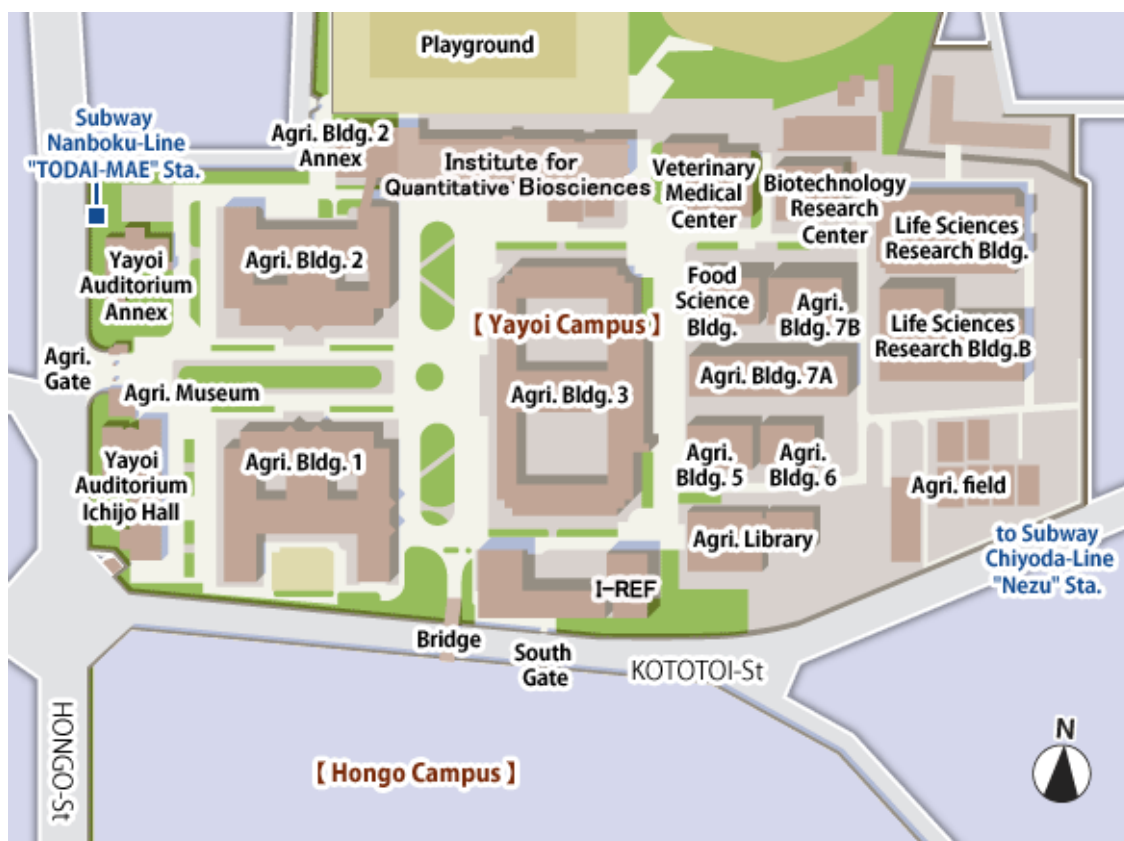 Playground
Subway
Nanboku-Line
"TODAI-MAE" Sta.
Agri. Bldg. 2
Annex
Institute for
Quantitative Biosciences
Veterinary
Medical
Center
Biotechnology
Research
Center
Life Sciences
Research Bldg.
Yayoi
Auditorium
Annex
Agri. Bldg. 2
Food
Science
Bldg.
Agri.
Bldg. 7B
【 Yayoi Campus 】
Life Sciences
Research Bldg.B
Agri.
Gate
Agri. Museum
Agri. Bldg. 3
Agri. Bldg. 7A
Yayoi
Auditorium
Ichijo Hall
Agri. Bldg. 1
Agri.
Bldg. 5
Agri.
Bldg. 6
Agri. field
Agri. Library
to Subway
Chiyoda-Line
"Nezu" Sta.
I-REF
Bridge
South
Gate
KOTOTOI-St
HONGO-St
【 Hongo Campus 】
N